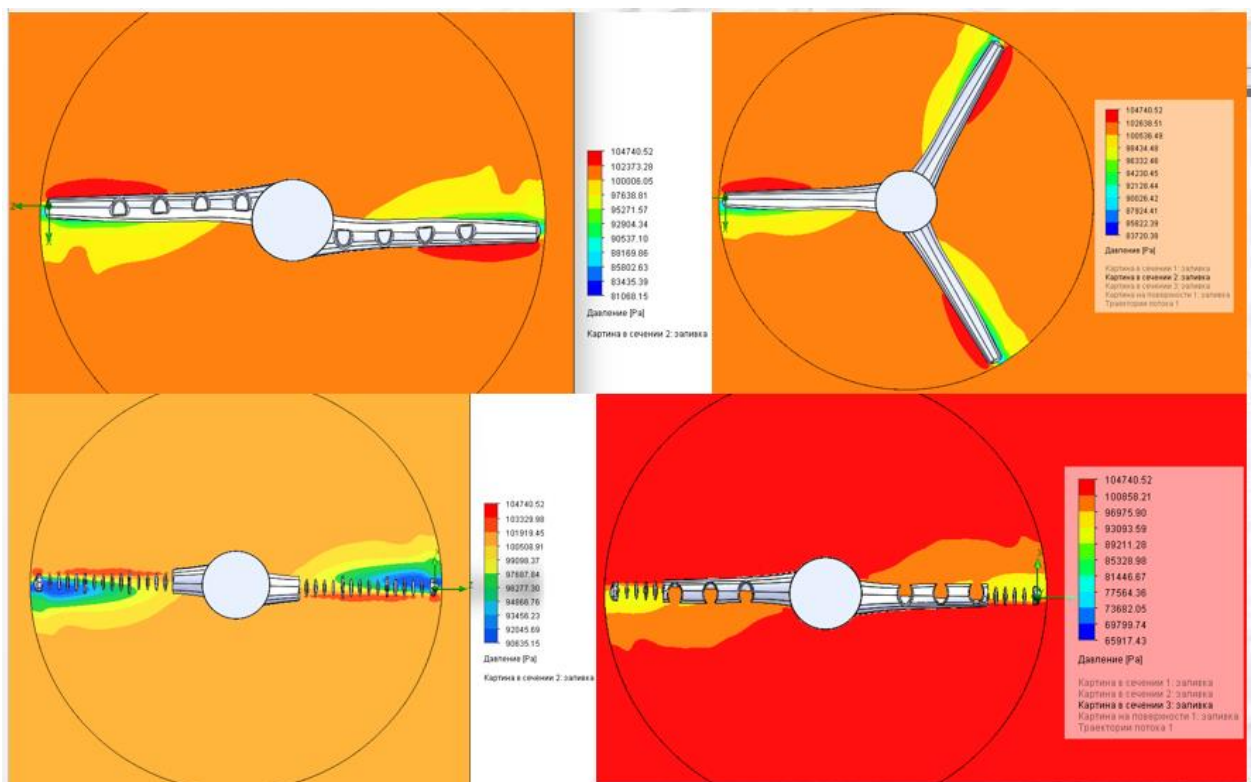 104740.52
102373.28
100006.05
97638.81
95271.57
92904.34
90537.10
88169.86
85802.63
83435.39
81068.15
Давление [Pa]
Картина в сечении 2: заливка
104740.52
102638.51
100536.49
98434.48
96332.46
94230.45
92128.44
90026.42
87924.41
85822.39
83720.38
Давление [Pa]
Картина в сечении 1: заливка
Картина в сечении 2: заливка
Картина в сечении 3: заливка
Картина на поверхности 1: заливка
Траектории потока 1
104740.52
103329.98
101919.45
100508.91
99098.37
97687.84
96277.30
94866.76
93456.23
92045.69
90635.15
Давление [Pa]
Картина в сечении 2: заливка
104740.52
100858.21
96975.90
93093.59
89211.28
85328.98
81446.67
77564.36
73682.05
69799.74
65917.43
Давление [Pa]
Картина в сечении 1: заливка
Картина в сечении 2: заливка
Картина в сечении 3: заливка
Картина на поверхности 1: заливка
Траектории потока 1